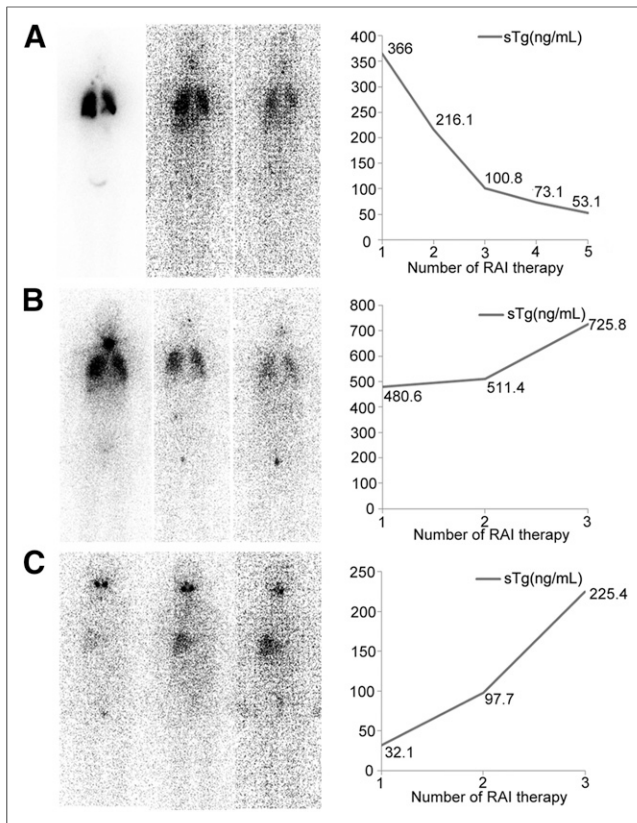 A
sTg(ng/mL)
400
350
300
250
200
150
100
50
0
366
216.1
100.8
73.1
53.1
1 2 3 4 5
Number of RAI therapy
B
sTg(ng/mL)
800
700
600
500
400
300
200
100
0
480.6
511.4
725.8
1 2 3
Number of RAI therapy
C
sTg(ng/mL)
250
200
150
100
50
0
32.1
97.7
225.4
1 2 3
Number of RAI therapy